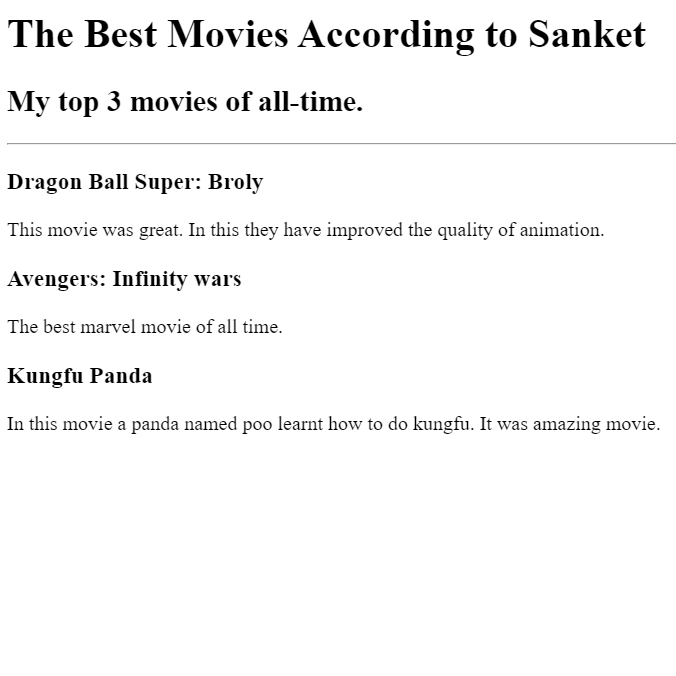 The Best Movies According to Sanket
My top 3 movies of all-time.
Dragon Ball Super: Broly
This movie was great. In this they have improved the quality of animation.
Avengers: Infinity wars
The best marvel movie of all time.
Kungfu Panda
In this movie a panda named poo learnt how to do kungfu. It was amazing movie.